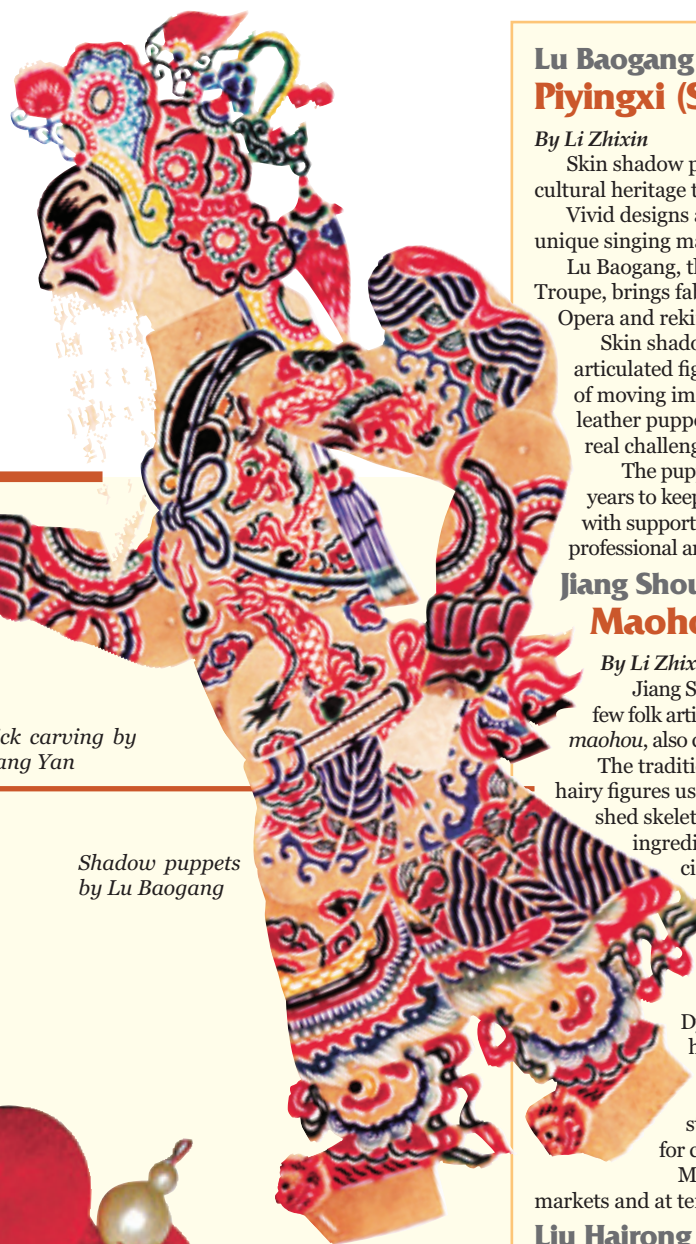 ck carving by
ang Yan
Shadow puppets
by Lu Baogang
Lu Baogang
Piyingxi (S
By Li Zhixin
Skin shadow p
cultural heritage t
Vivid designs a
unique singing ma
Lu Baogang, th
Troupe, brings fab
Opera and reki
Skin shado
articulated fig
of moving im
leather puppe
real challeng
The pup
years to keep
with support
professional a
Jiang Shou
Maoho
By Li Zhix
Jiang S
few folk arti
maohou, also c
The traditi
hairy figures us
shed skelet
ingredi
ci
D
h
s
for c
M
markets and at te
Liu Hairong